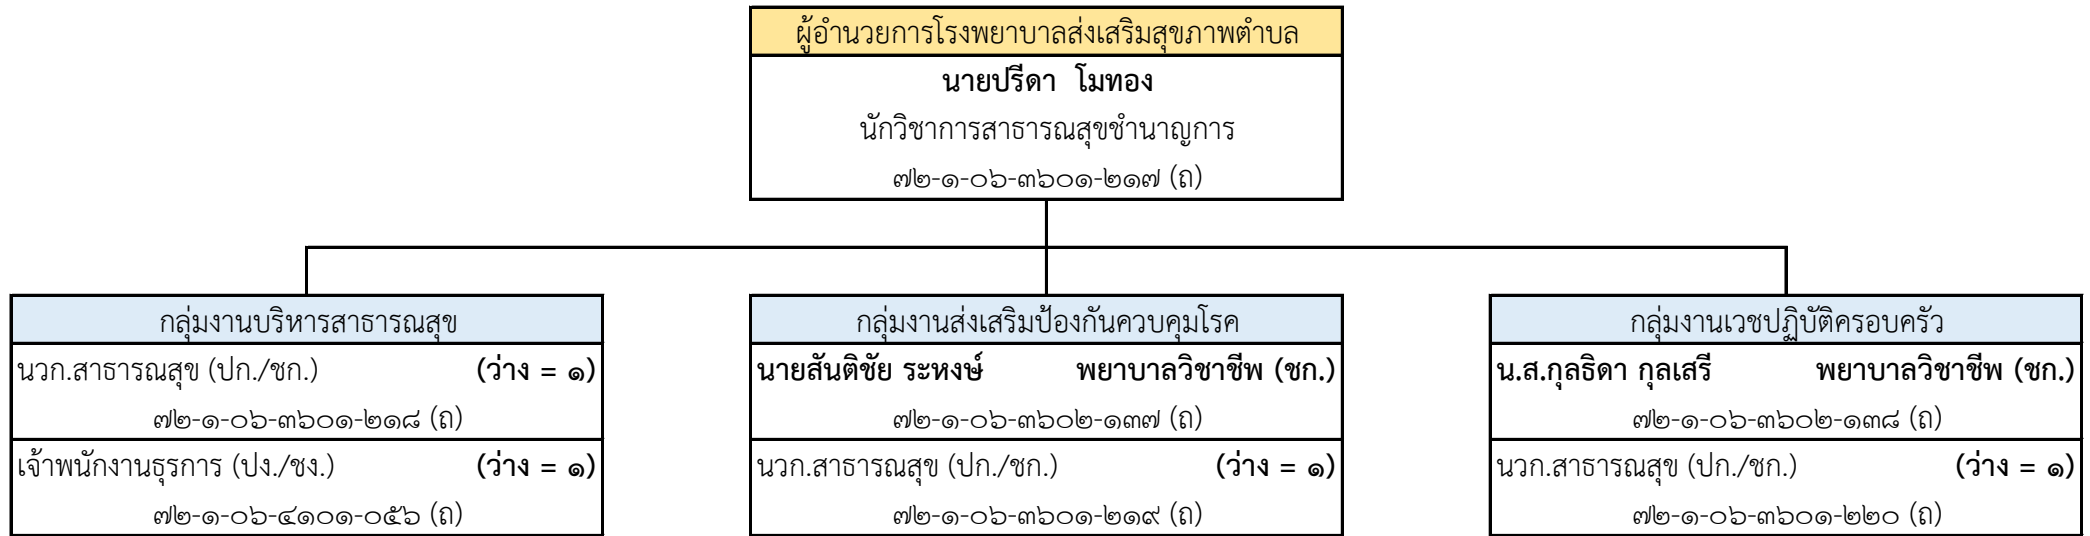 ผู้อำนวยการโรงพยาบาลส่งเสริมสุขภาพตำบล
นายปรีดา โมทอง
นักวิชาการสาธารณสุขชำนาญการ
๗๒-๑-๐๖-๓๖๐๑-๒๑๗ (ถ)
กลุ่มงานบริหารสาธารณสุข
นวก.สาธารณสุข (ปก./ชก.) (ว่าง = ๑)
๗๒-๑-๐๖-๓๖๐๑-๒๑๘ (ถ)
เจ้าพนักงานธุรการ (ปง./ชง.) (ว่าง = ๑)
๗๒-๑-๐๖-๔๑๐๑-๐๕๖ (ถ)
กลุ่มงานส่งเสริมป้องกันควบคุมโรค
นายสันติชัย ระหงษ์ พยาบาลวิชาชีพ (ชก.)
๗๒-๑-๐๖-๓๖๐๒-๑๓๗ (ถ)
นวก.สาธารณสุข (ปก./ชก.) (ว่าง = ๑)
๗๒-๑-๐๖-๓๖๐๑-๒๑๙ (ถ)
กลุ่มงานเวชปฏิบัติครอบครัว
น.ส.กุลธิดา กุลเสรี พยาบาลวิชาชีพ (ชก.)
๗๒-๑-๐๖-๓๖๐๒-๑๓๘ (ถ)
นวก.สาธารณสุข (ปก./ชก.) (ว่าง = ๑)
๗๒-๑-๐๖-๓๖๐๑-๒๒๐ (ถ)